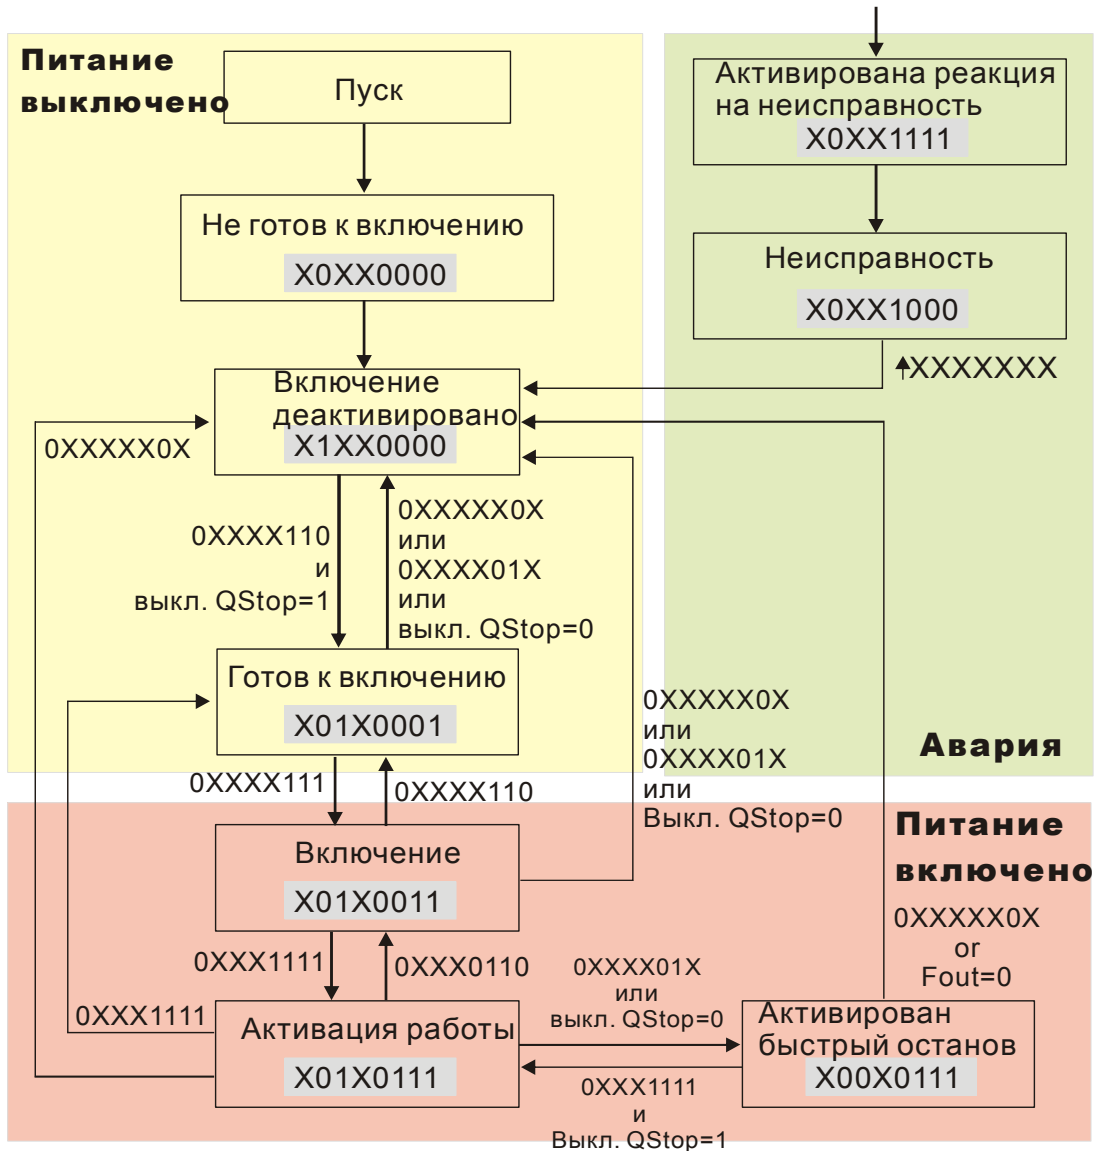 Питание
выключено
Пуск
Не готов к включению
X0XX0000
Включение
деактивировано
X1XX0000
0XXXXX0X
0XXXX110
и
выкл. QStop=1
0XXXXX0X
или
0XXXX01X
или
выкл. QStop=0
Готов к включению
X01X0001
Активирована реакция
на неисправность
X0XX1111
Неисправность
X0XX1000
XXXXXXX
Авария
0XXXXX0X
или
0XXXX01X
или
Выкл. QStop=0
0XXXX111
0XXXX110
Питание
включено
Включение
X01X0011
0XXX1111
0XXX0110
0XXX1111
Активация работы
X01X0111
0XXXX01X
или
выкл. QStop=0
0XXX1111
и
Выкл. QStop=1
0XXXXX0X
or
Fout=0
Активирован
быстрый останов
X00X0111